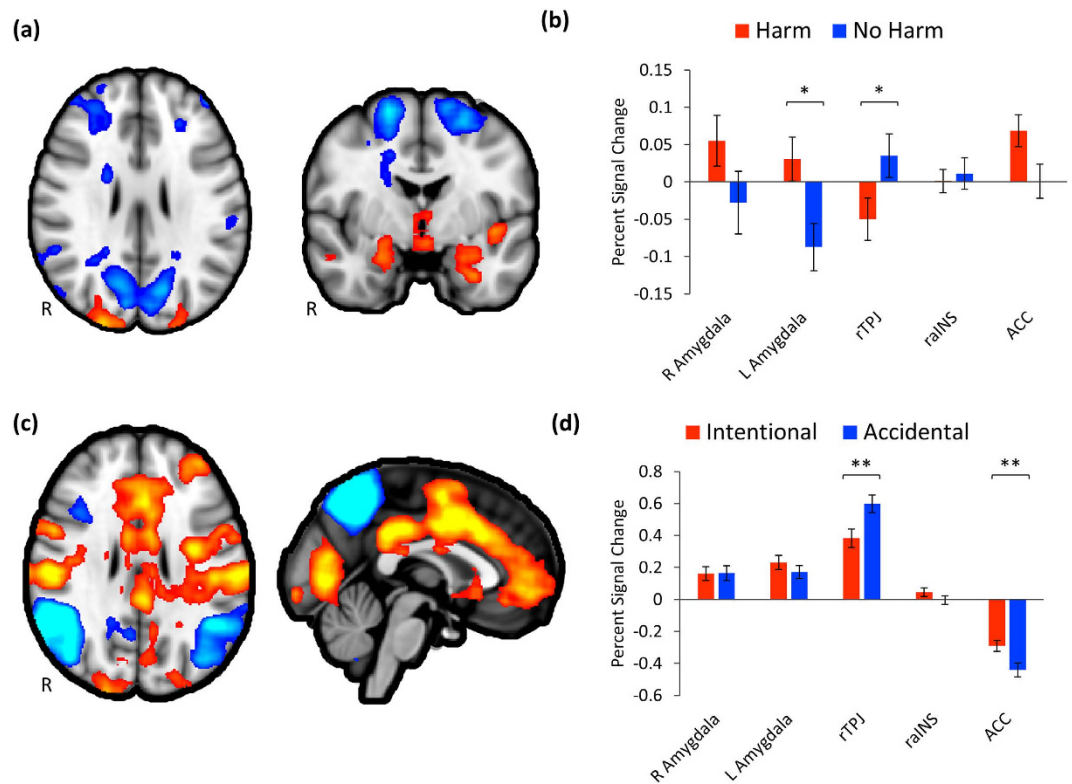 (a)
R
R
(b)
Harm No Harm
Percent Signal Change
0.15
0.1
0.05
0
-0.05
-0.1
-0.15
* *
R Amygdala
L Amygdala
rTPJ
raINS
ACC
(c)
R
(d)
Intentional Accidental
Percent Signal Change
0.8
0.6
0.4
0.2
0
-0.2
-0.4
-0.6
** **
R Amygdala
L Amygdala
rTPJ
raINS
ACC